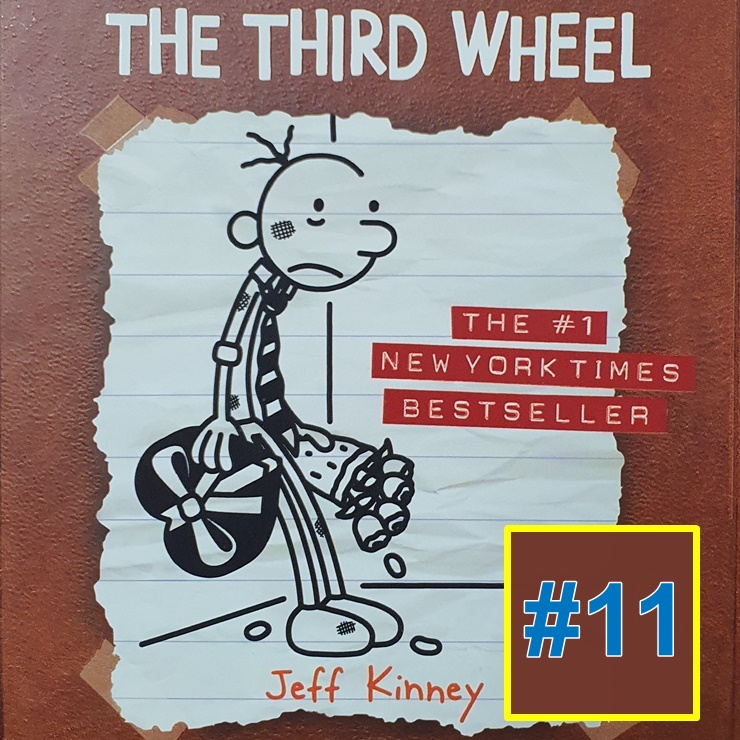 THE THIRD WHEEL
THE #1
NEW YORK TIMES
BESTSELLER
Jeff Kinney
#11